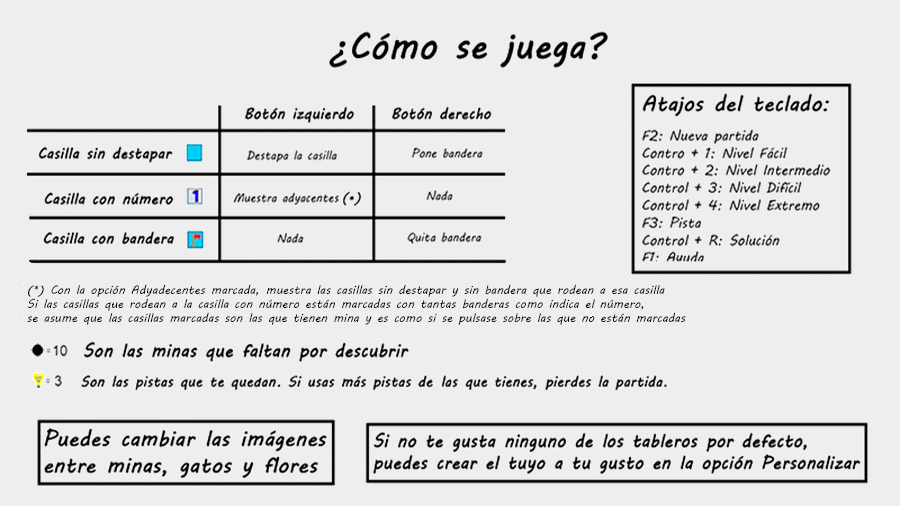 ¿Cómo se juega?
Botón izquierdo Botón derecho
Casilla sin destapar Destapa la casilla Pone bandera
Casilla con número 1 Muestra adyacentes (*) Nada
Casilla con bandera Nada Quita bandera
Atajos del teclado:
F2: Nueva partida
Contro + 1: Nivel Fácil
Contro + 2: Nivel Intermedio
Control + 3: Nivel Difícil
Control + 4: Nivel Extremo
F3: Pista
Control + R: Solución
F1: Ayuda
(*) Con la opción Adyadecentes marcada, muestra las casillas sin destapar y sin bandera que rodean a esa casilla
Si las casillas que rodean a la casilla con número están marcadas con tantas banderas como indica el número,
se asume que las casillas marcadas son las que tienen mina y es como si se pulsase sobre las que no están marcadas
=10 Son las minas que faltan por descubrir
= 3 Son las pistas que te quedan. Si usas más pistas de las que tienes, pierdes la partida.
Puedes cambiar las imágenes
entre minas, gatos y flores
Si no te gusta ninguno de los tableros por defecto,
puedes crear el tuyo a tu gusto en la opción Personalizar